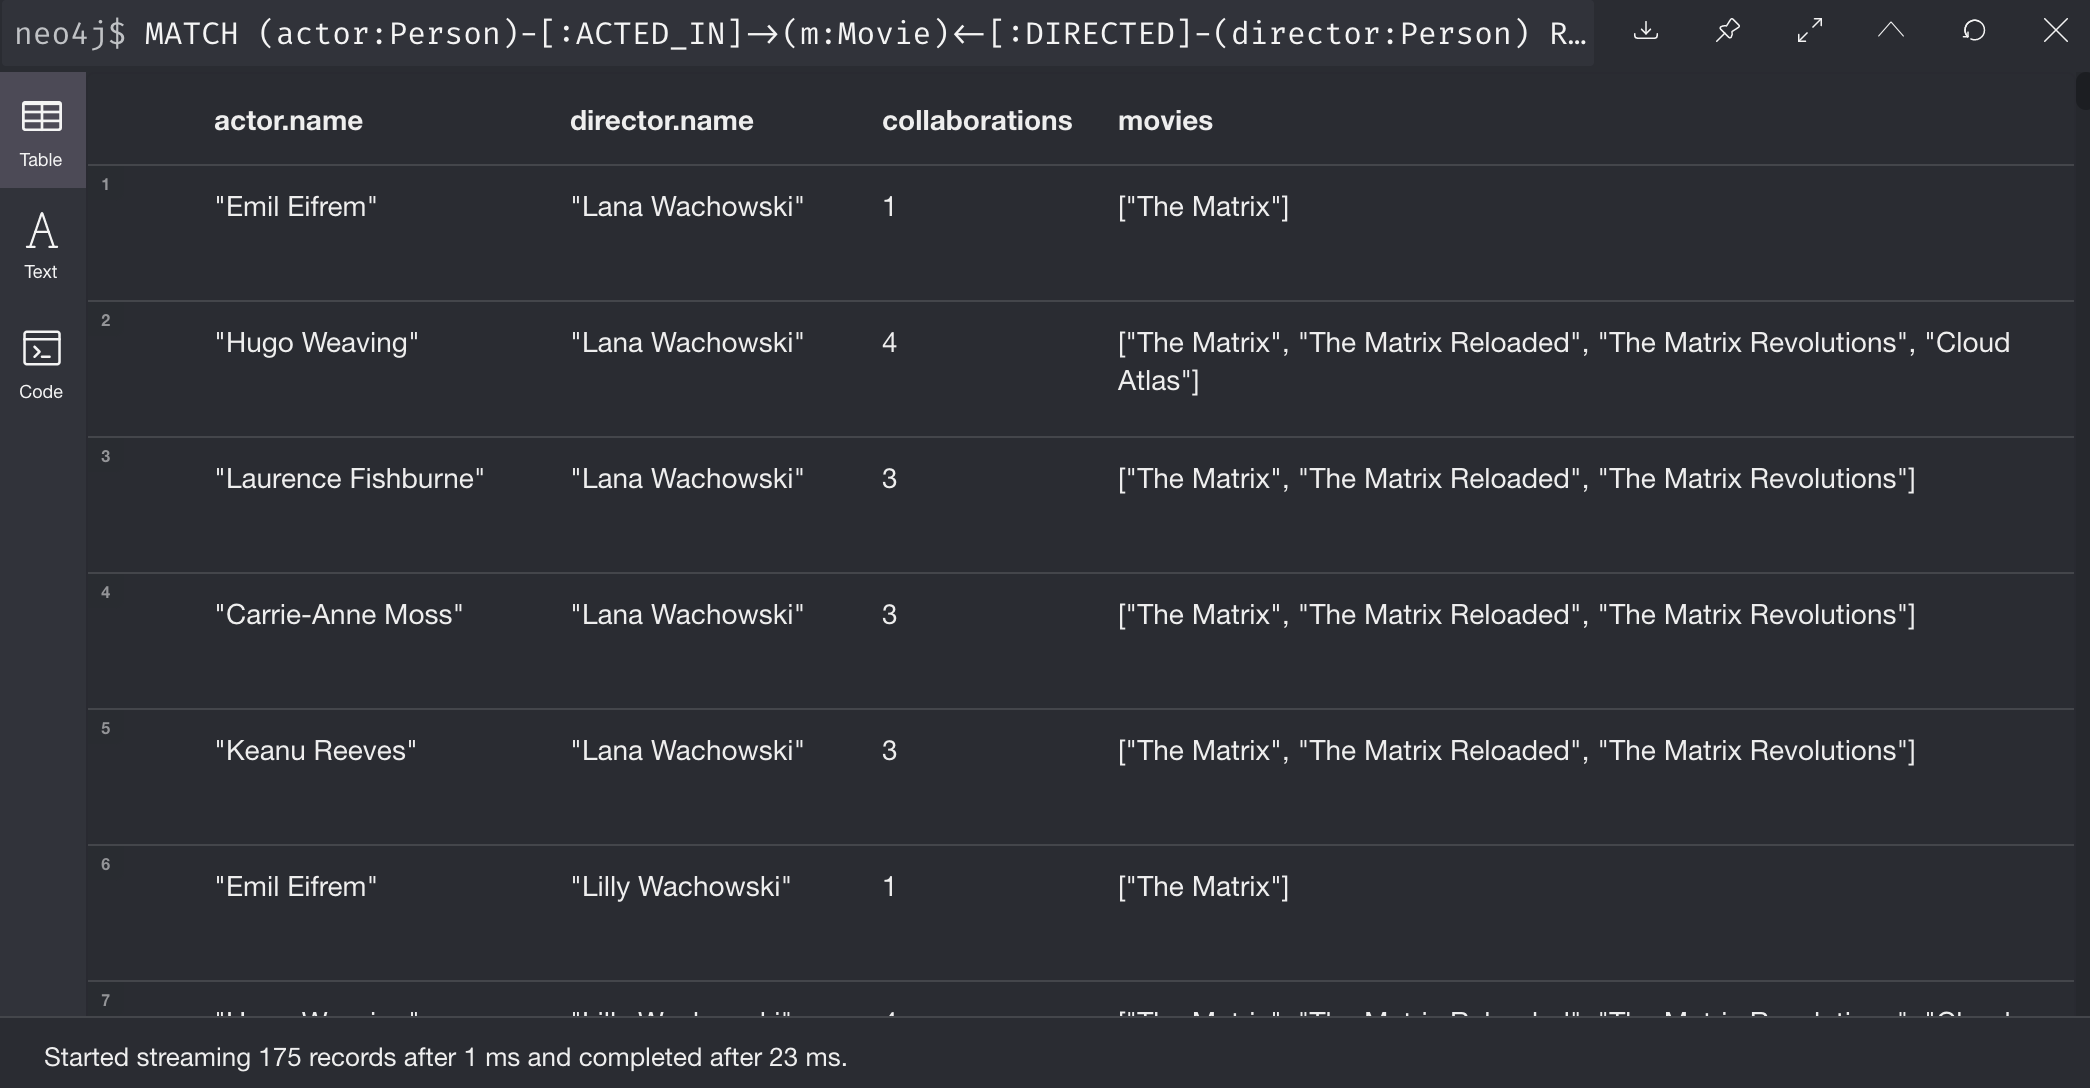 neo4j$ MATCH (actor:Person)-[:ACTED_IN]->(m:Movie)<-[:DIRECTED]-(director:Person) R…
Table
Text
Code
actor.name director.name collaborations movies
1 "Emil Eifrem" "Lana Wachowski" 1 ["The Matrix"]
2 "Hugo Weaving" "Lana Wachowski" 4 ["The Matrix", "The Matrix Reloaded", "The Matrix Revolutions", "Cloud
Atlas"]
3 "Laurence Fishburne" "Lana Wachowski" 3 ["The Matrix", "The Matrix Reloaded", "The Matrix Revolutions"]
4 "Carrie-Anne Moss" "Lana Wachowski" 3 ["The Matrix", "The Matrix Reloaded", "The Matrix Revolutions"]
5 "Keanu Reeves" "Lana Wachowski" 3 ["The Matrix", "The Matrix Reloaded", "The Matrix Revolutions"]
6 "Emil Eifrem" "Lilly Wachowski" 1 ["The Matrix"]
7
Started streaming 175 records after 1 ms and completed after 23 ms.